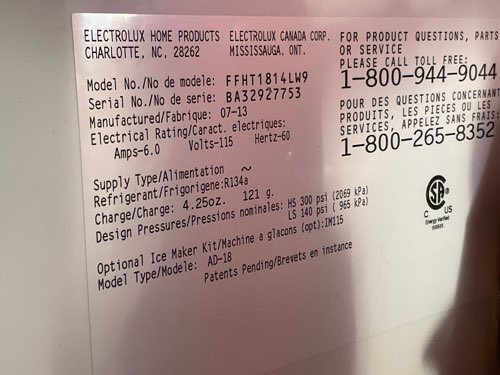 ELECTROLUX HOME PRODUCTS ELECTROLUX CANADA CORP.
CHARLOTTE, NC, 28262 MISSISSAUGA, ONT.
FOR PRODUCT QUESTIONS, PARTS
OR SERVICE
PLEASE CALL TOLL FREE:
1-800-944-9044
POUR DES QUESTIONS CONCERNANT
PRODUITS, LES PIECES OU LES
SERVICES, APPELEZ SANS FRAIS:
1-800-265-8352
Model No./No de modele: FFHT1814LW9
Serial No./No de serie: BA32927753
Manufactured/Fabrique: 07-13
Electrical Rating/Caract. electriques:
Amps-6.0 Volts-115 Hertz-60
Supply Type/Alimentation ~
Refrigerant/Frigorigene:R134a
Charge/Charge: 4.25oz. 121 g.
Design Pressures/Pressions nominales: HS 300 psi (2069 kPa)
LS 140 psi ( 965 kPa)
Optional Ice Maker Kit/Machine a glacons (opt):IM115
Model Type/Modele: AD-18
Patents Pending/Brevets en instance
C US
Energy Verified